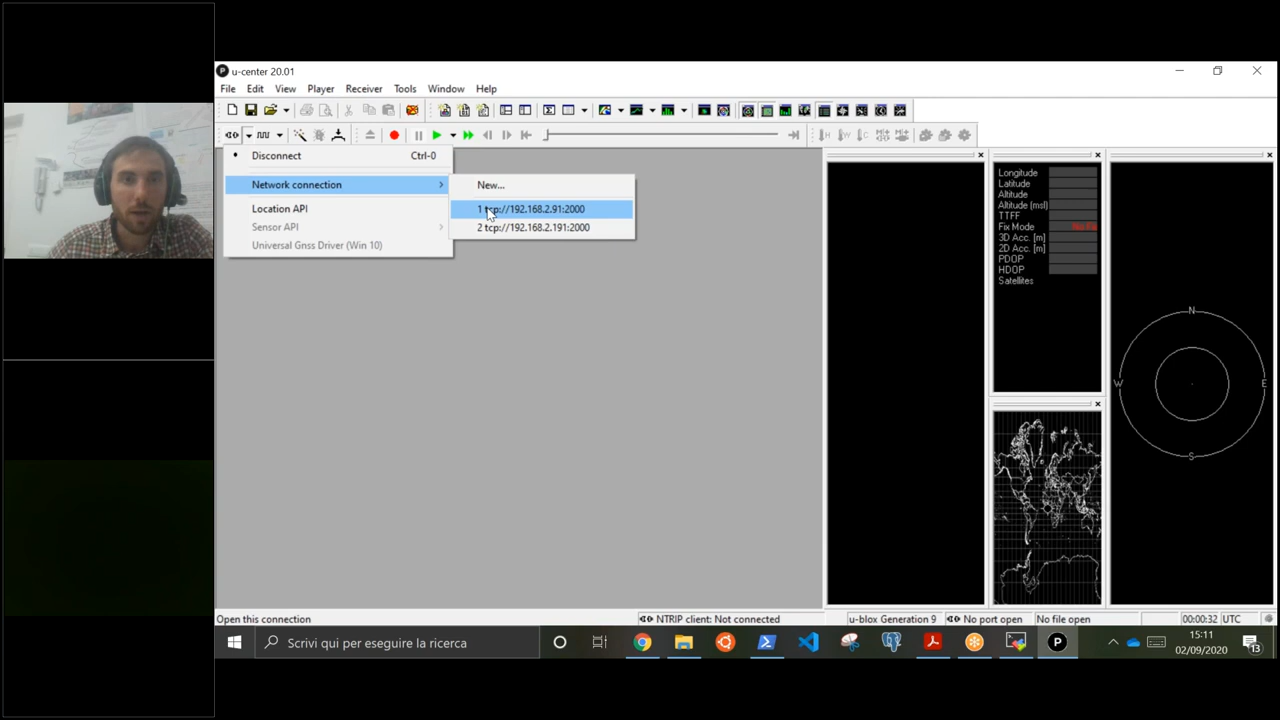 u-center 20.01
File Edit View Player Receiver Tools Window Help
Disconnect Ctrl-0
Network connection
Location API
Sensor API
Universal Gnss Driver (Win 10)
New...
1 tcp://192.168.2.91:2000
2 tcp://192.168.2.191:2000
Longitude
Latitude
Altitude
Altitude (msl)
TTFF
Fix Mode
3D Acc. [m]
2D Acc. [m]
PDOP
HDOP
Satellites
N
W E
S
Open this connection NTRIP client: Not connected u-blox Generation 9 No port open No file open 00:00:32 UTC
Scrivi qui per eseguire la ricerca
15:11
02/09/2020
13